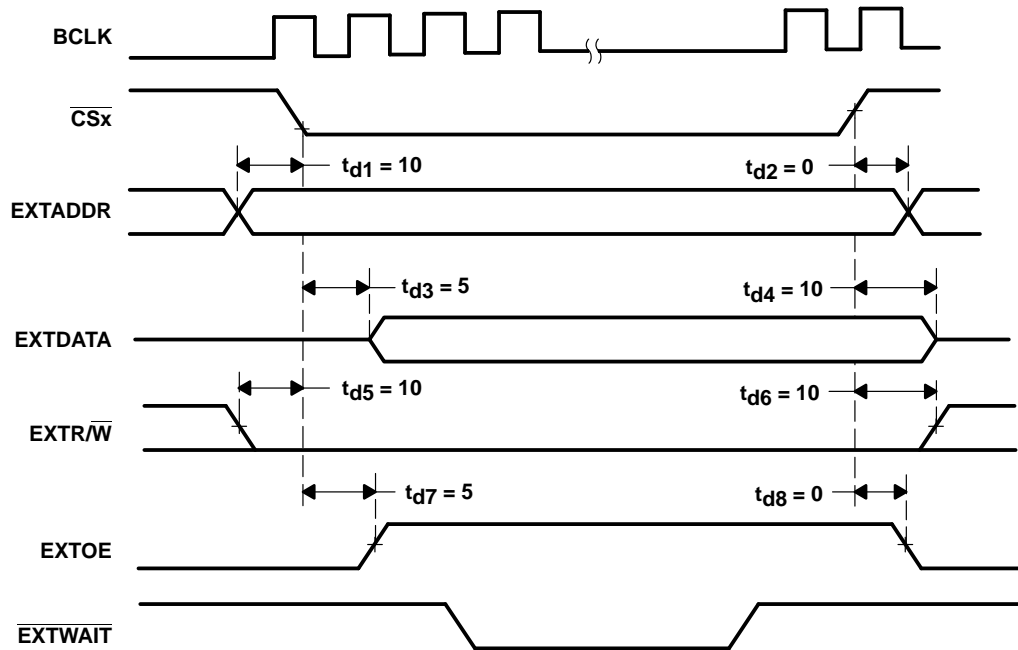 BCLK
CSx
td1 = 10
td2 = 0
EXTADDR
td3 = 5
td4 = 10
EXTDATA
td5 = 10
td6 = 10
EXTR/W
td7 = 5
td8 = 0
EXTOE
EXTWAIT